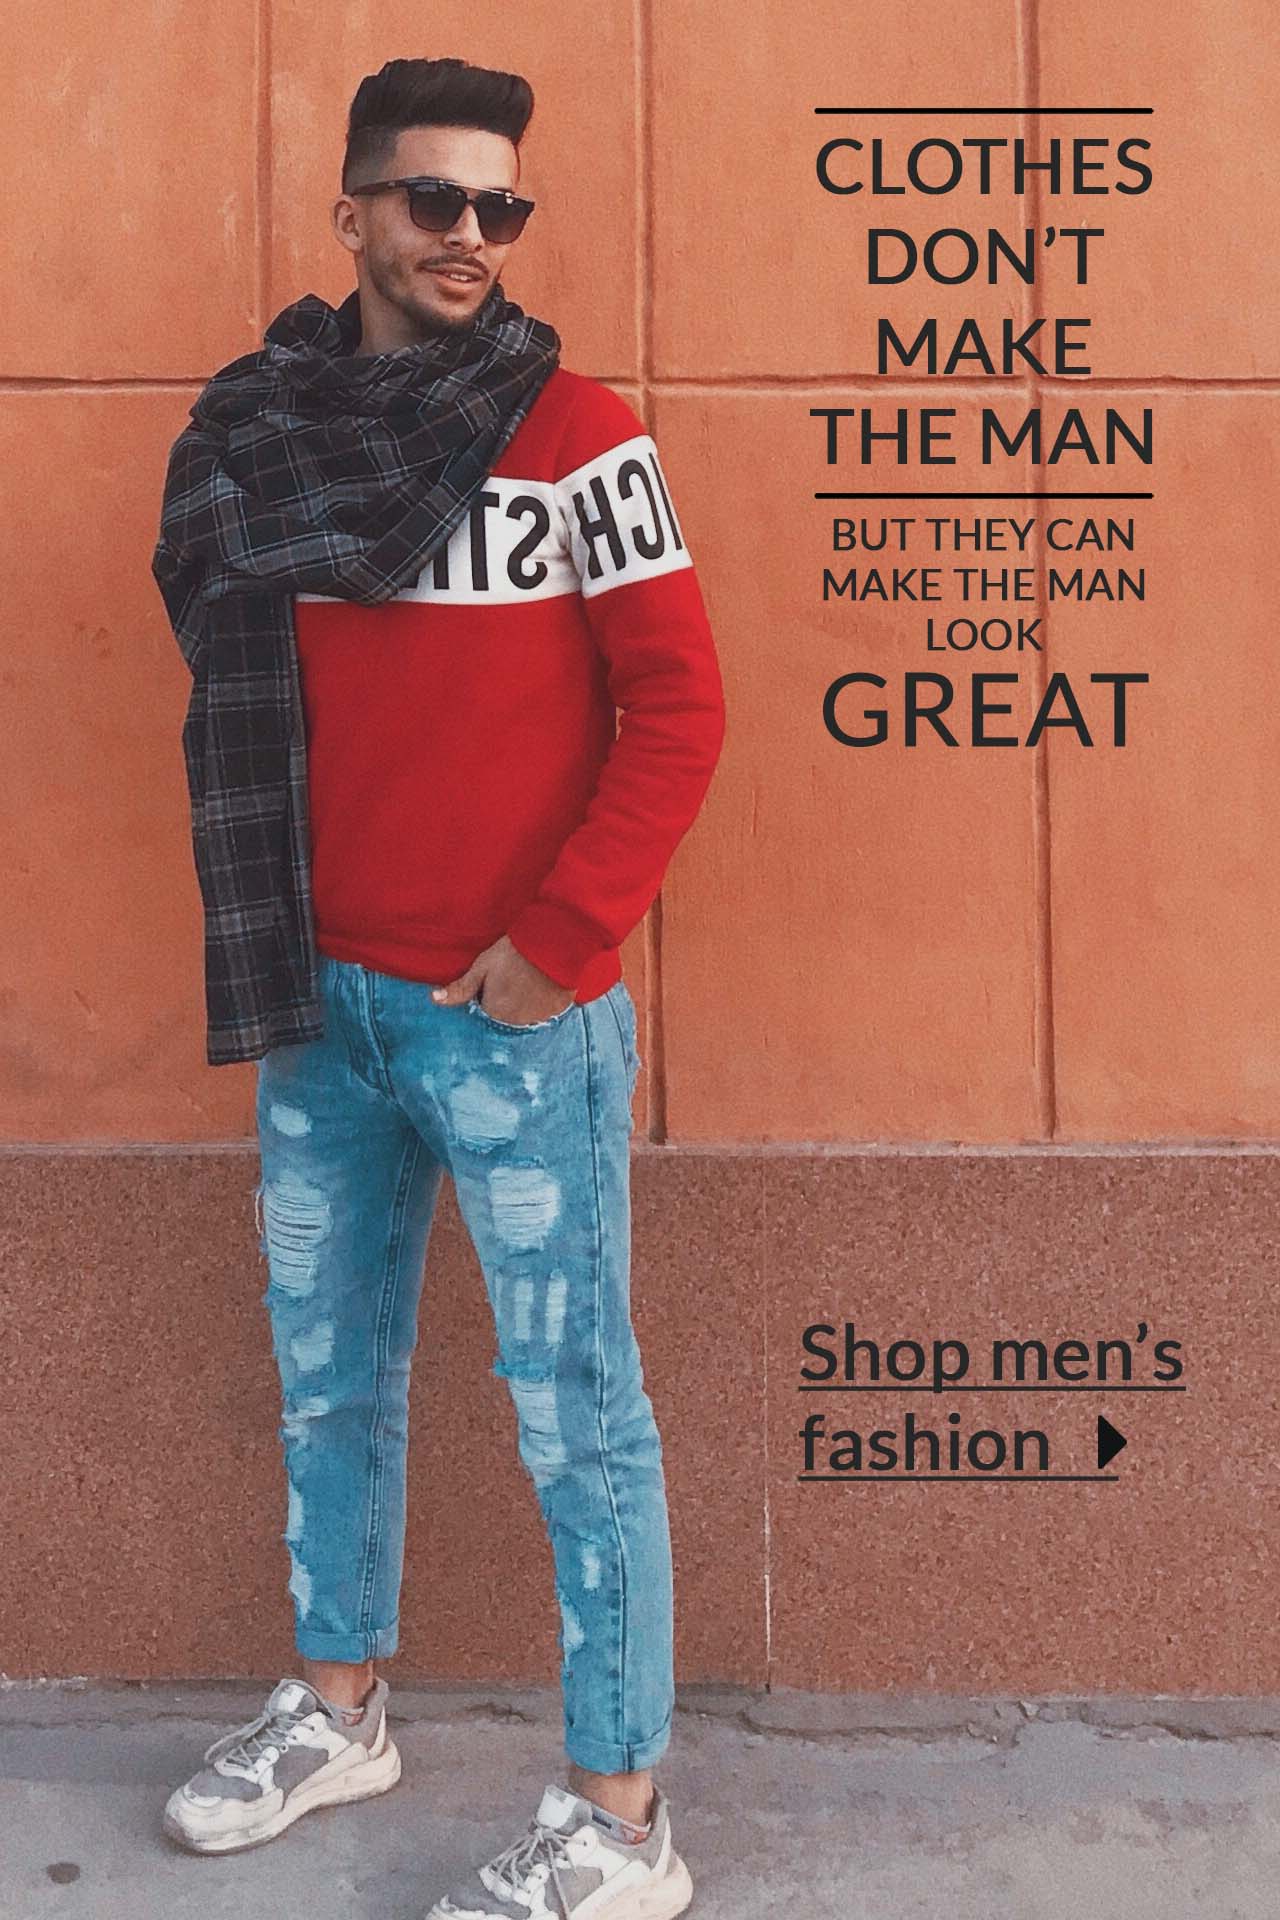 CLOTHES
DON’T
MAKE
THE MAN
BUT THEY CAN
MAKE THE MAN
LOOK
GREAT
Shop men’s
fashion